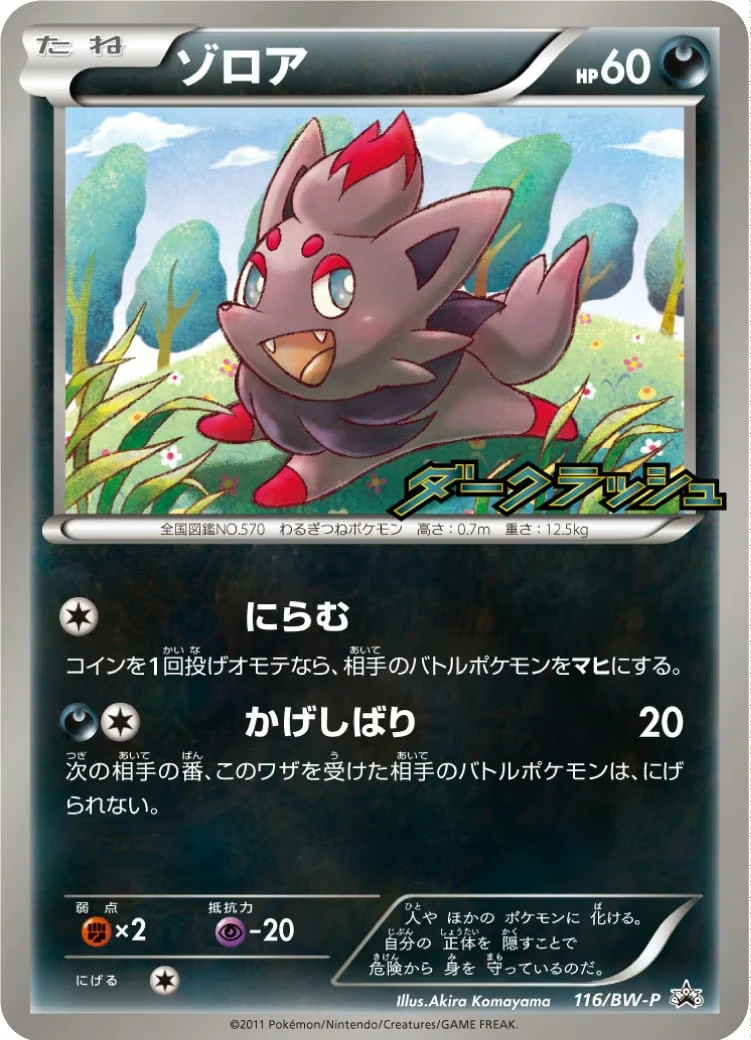 たね
ゾロア
HP60
ダークラッシュ
全国図鑑NO.570 わるぎつねポケモン 高さ:0.7m 重さ:12.5kg
にらむ
コインを1回投げオモテなら、相手のバトルポケモンをマヒにする。
かげしばり 20
次の相手の番、このワザを受けた相手のバトルポケモンは、にげ
られない。
弱点 抵抗力
×2 -20
にげる
人や ほかの ポケモンに 化ける。
自分の 正体を 隠すことで
危険から 身を 守っているのだ。
Illus.Akira Komayama 116/BW-P
©2011 Pokémon/Nintendo/Creatures/GAME FREAK.